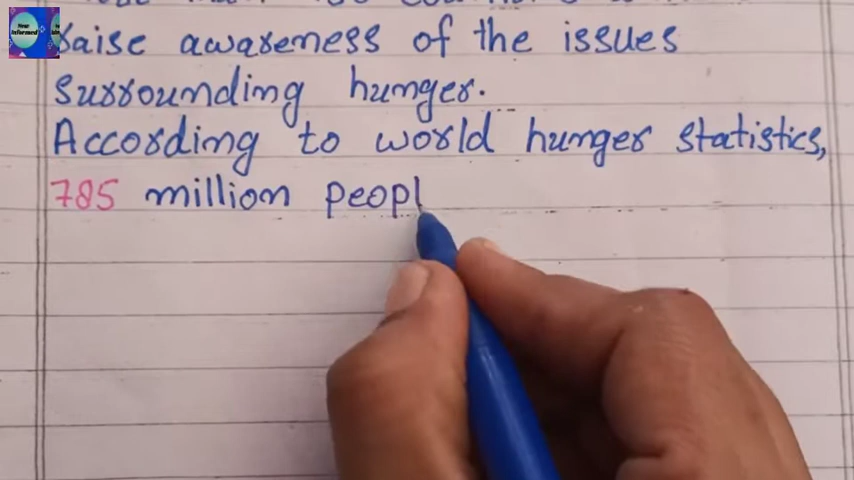 Raise awareness of the issues
Surrounding hunger.
According to world hunger statistics,
785 million peopl